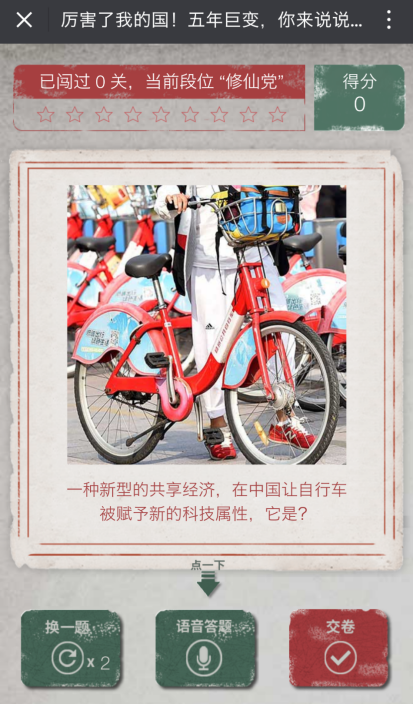 厉害了我的国！五年巨变，你来说说...
已闯过 0 关，当前段位 “修仙党”
得分
0
一种新型的共享经济，在中国让自行车
被赋予新的科技属性，它是？
点一下
换一题
x 2
语音答题
交卷